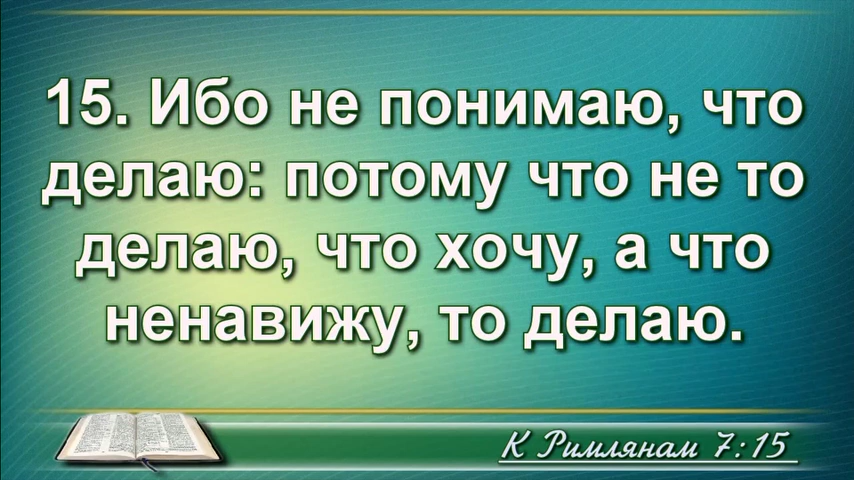 15. Ибо не понимаю, что
делаю: потому что не то
делаю, что хочу, а что
ненавижу, то делаю.
К Римлянам 7:15